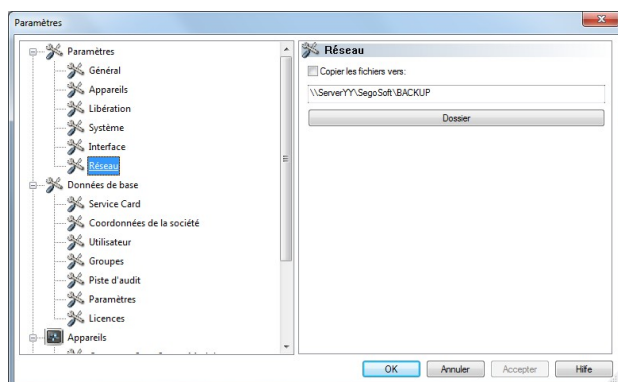 Paramètres
Paramètres
Général
Appareils
Libération
Système
Interface
Réseau
Données de base
Service Card
Coordonnées de la société
Utilisateur
Groupes
Piste d'audit
Paramètres
Licences
Appareils
Réseau
Copier les fichiers vers:
\\ServerYY\SegoSoft\BACKUP
Dossier
OK
Annuler
Accepter
Hilfe